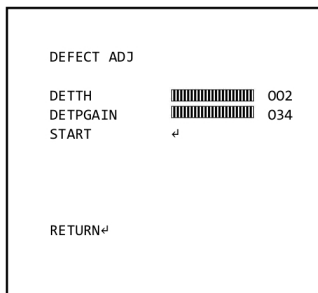 DEFECT ADJ
DETTH 002
DETPGAIN 034
START ↵
RETURN↵